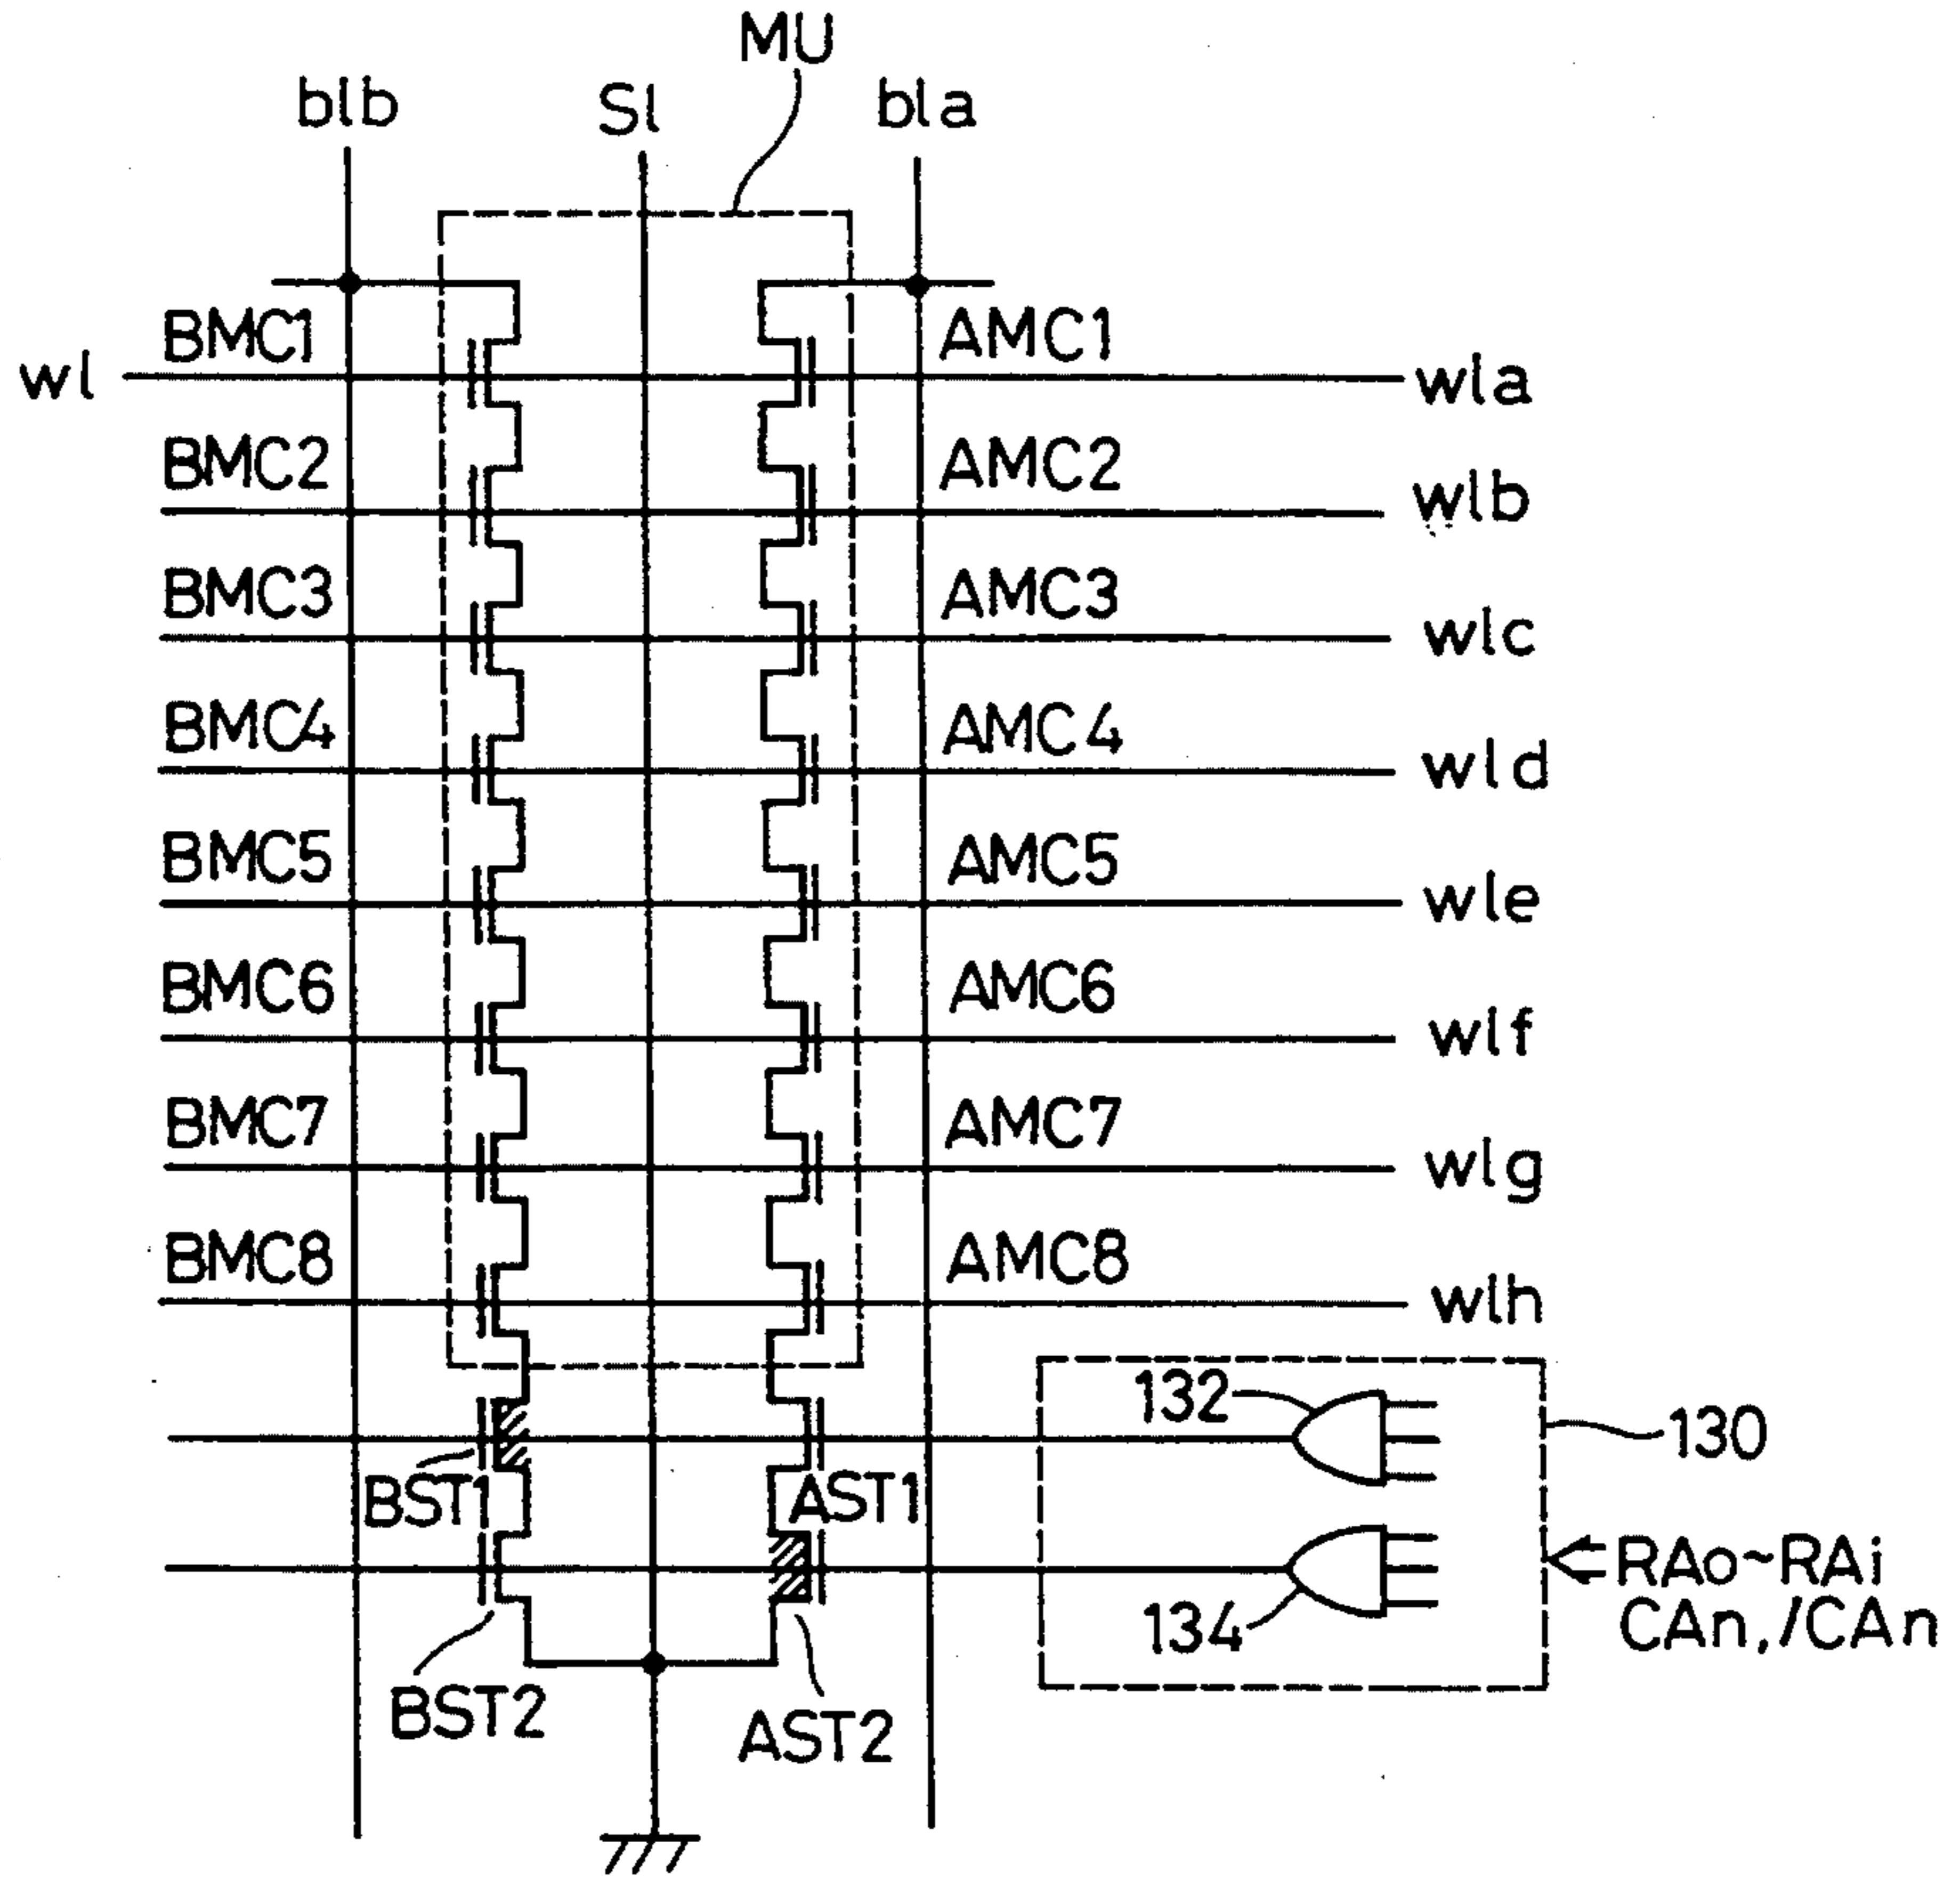 MU
blb
Sl
bla
BMC1
AMC1
wl
wla
BMC2
AMC2
wlb
BMC3
AMC3
wlc
BMC4
AMC4
wld
BMC5
AMC5
wle
BMC6
AMC6
wlf
BMC7
AMC7
wlg
BMC8
AMC8
wlh
132
130
BST1
AST1
RAo~RAi
CAn,/CAn
134
BST2
AST2